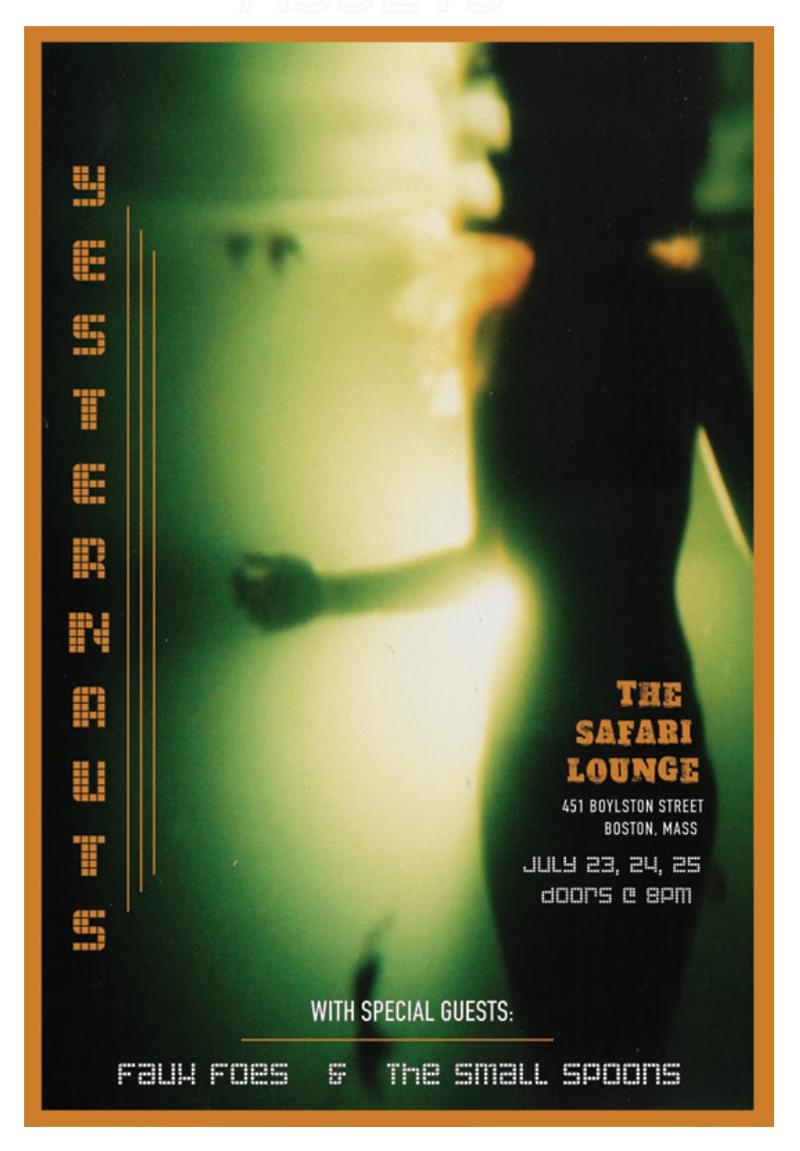 ASSETS
YESTERNAUTS
THE
SAFARI
LOUNGE
451 BOYLSTON STREET
BOSTON, MASS
JULY 23, 24, 25
doors @ 8pm
WITH SPECIAL GUESTS:
Faux Foes & The Small Spoons